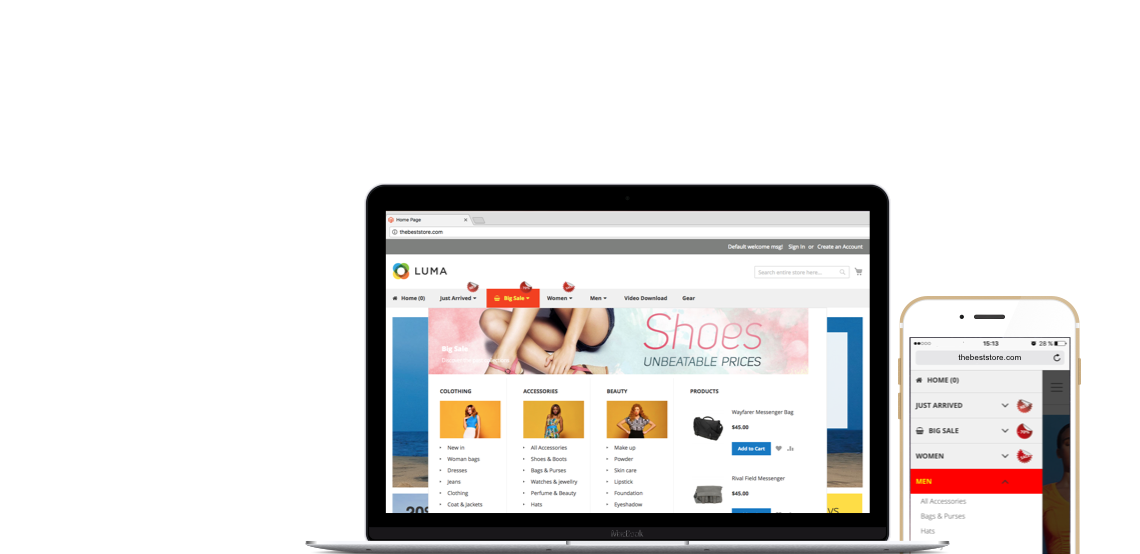 Home Page
thebeststore.com
Default welcome msg! Sign In or Create an Account
LUMA
Search entire store here...
Home (0) Just Arrived Big Sale Women Men Video Download Gear
Shoes
UNBEATABLE PRICES
Big Sale
COLOTHING ACCESSORIES BEAUTY PRODUCTS
New in
Woman bags
Dresses
Jeans
Clothing
Coat & Jackets
All Accessories
Shoes & Boots
Bags & Purses
Watches & jewellry
Perfume & Beauty
Hats
Make up
Powder
Skin care
Lipstick
Foundation
Eyeshadow
Wayfarer Messenger Bag
$45.00
Add to Cart
Rival Field Messenger
$45.00
20%
VS
MacBook
15:13 28 %
thebeststore.com
HOME (0)
JUST ARRIVED
BIG SALE
WOMEN
MEN
All Accessories
Bags & Purses
Hats